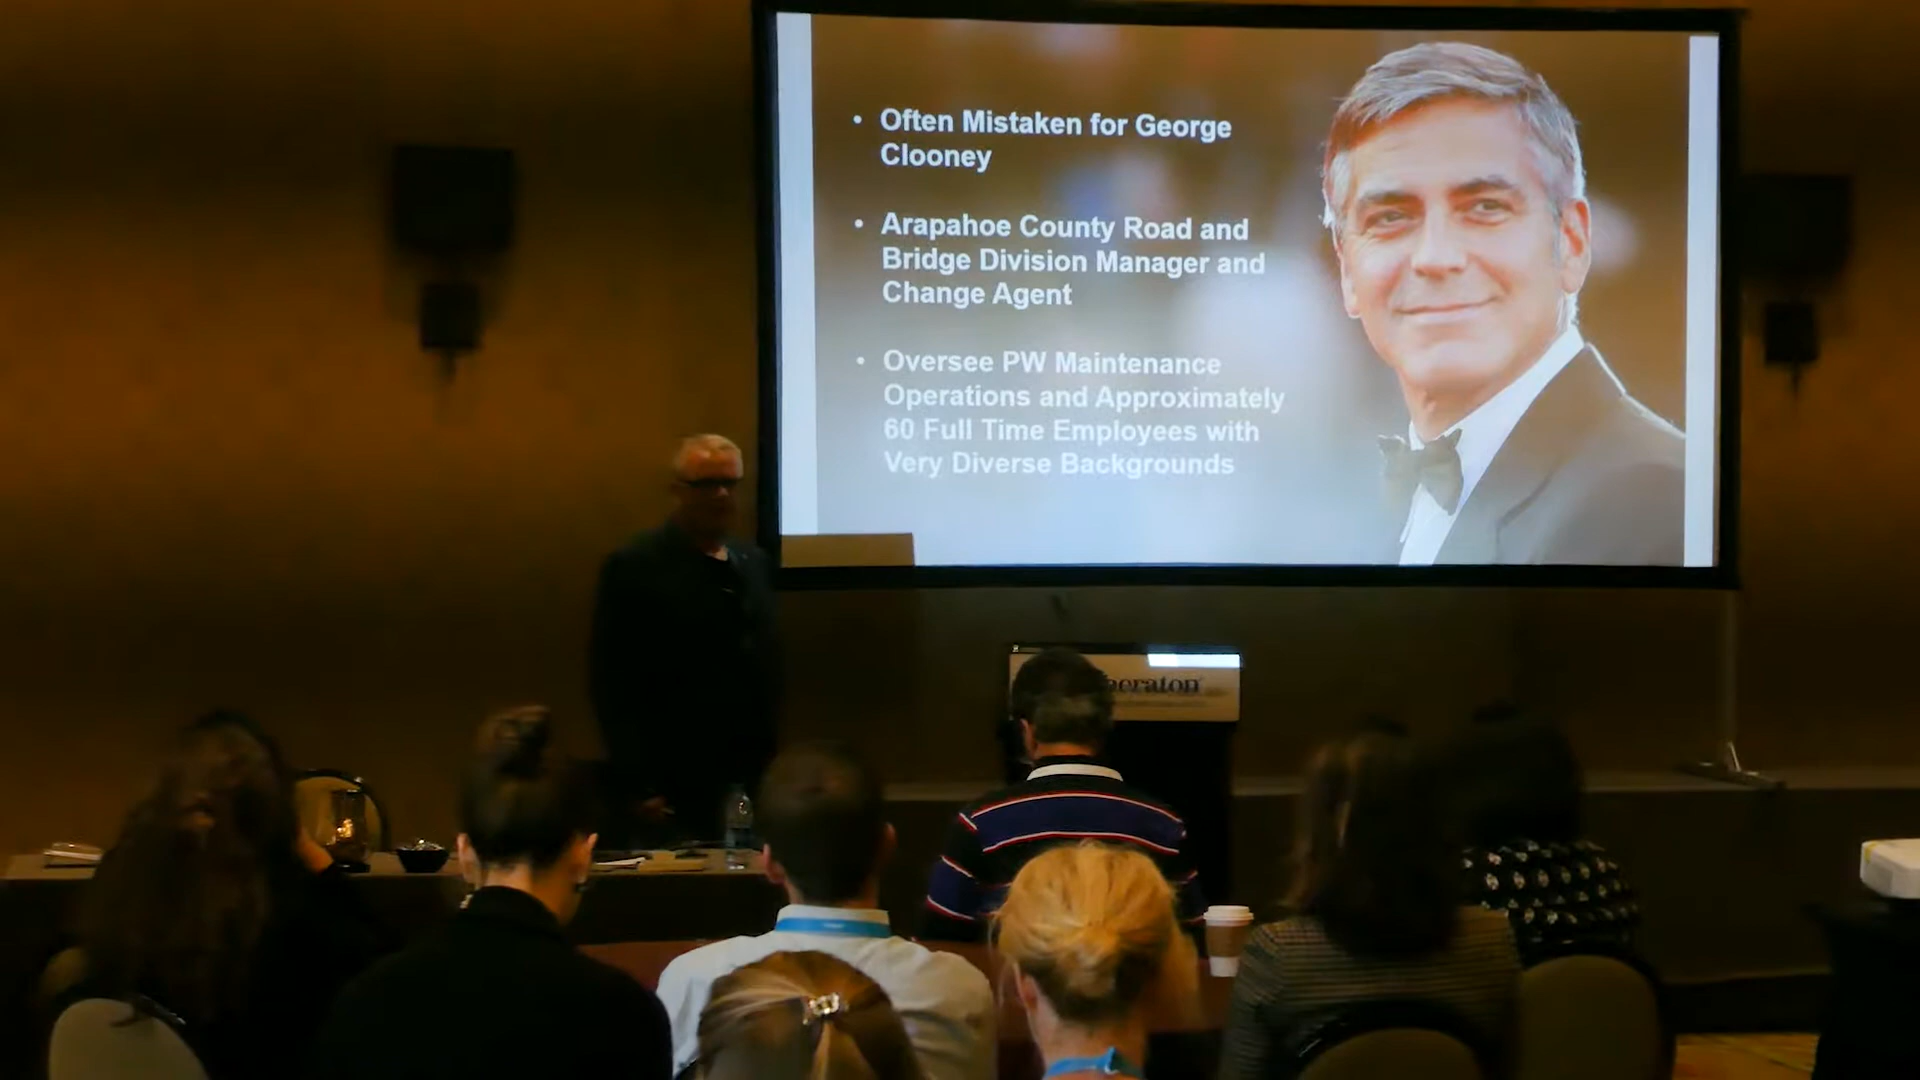 • Often Mistaken for George
Clooney
• Arapahoe County Road and
Bridge Division Manager and
Change Agent
• Oversee PW Maintenance
Operations and Approximately
60 Full Time Employees with
Very Diverse Backgrounds
heraton